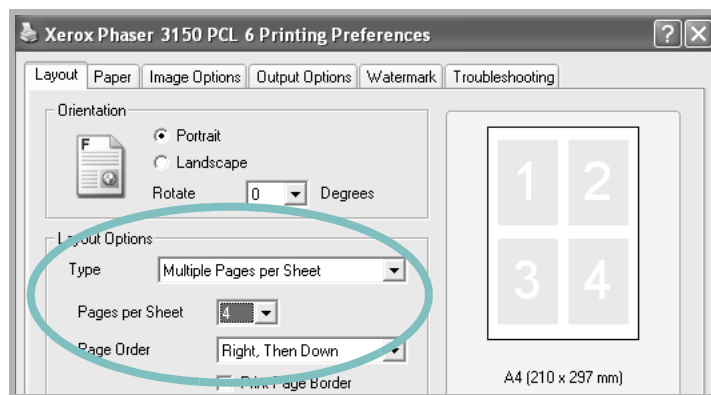 Xerox Phaser 3150 PCL 6 Printing Preferences ? X
Layout Paper Image Options Output Options Watermark Troubleshooting
Orientation
F
Portrait
Landscape
Rotate 0 Degrees
Layout Options
Type Multiple Pages per Sheet
Pages per Sheet 4
Page Order Right, Then Down
Print Page Border
1 2
3 4
A4 (210 x 297 mm)